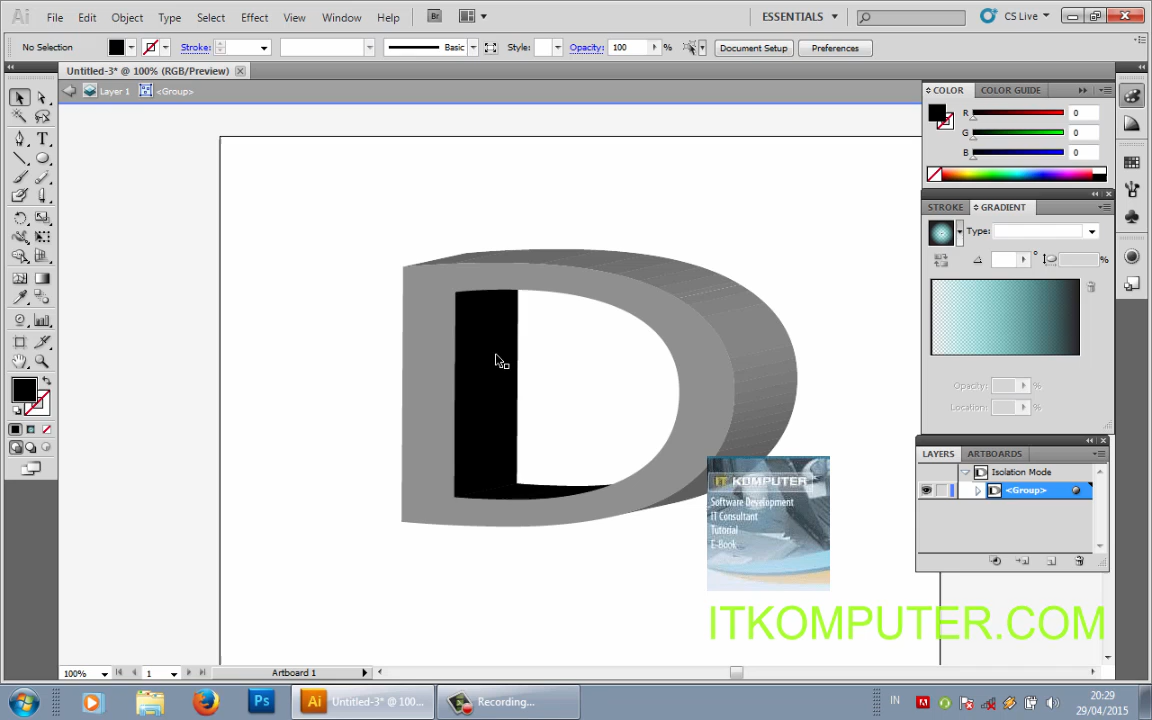 Ai File Edit Object Type Select Effect View Window Help Br ESSENTIALS CS Live
No Selection Stroke: Basic Style: Opacity: 100 % Document Setup Preferences
Untitled-3* @ 100% (RGB/Preview)
Layer 1 <Group>
COLOR COLOR GUIDE
R 0
G 0
B 0
STROKE GRADIENT
Type:
° %
Opacity: %
Location: %
LAYERS ARTBOARDS
Isolation Mode
<Group>
D
IT KOMPUTER
Software Development
IT Consultant
Tutorial
E-Book
ITKOMPUTER.COM
100% 1 Artboard 1
Ps Ai Untitled-3* @ 100... Recording... IN 20:29
29/04/2015